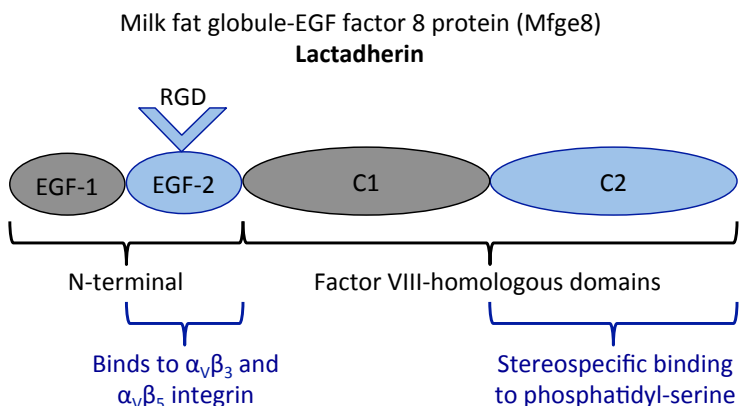 Milk fat globule-EGF factor 8 protein (Mfge8)
Lactadherin
RGD
EGF-1 EGF-2 C1 C2
N-terminal Factor VIII-homologous domains
Binds to αVβ3 and
αVβ5 integrin
Stereospecific binding
to phosphatidyl-serine